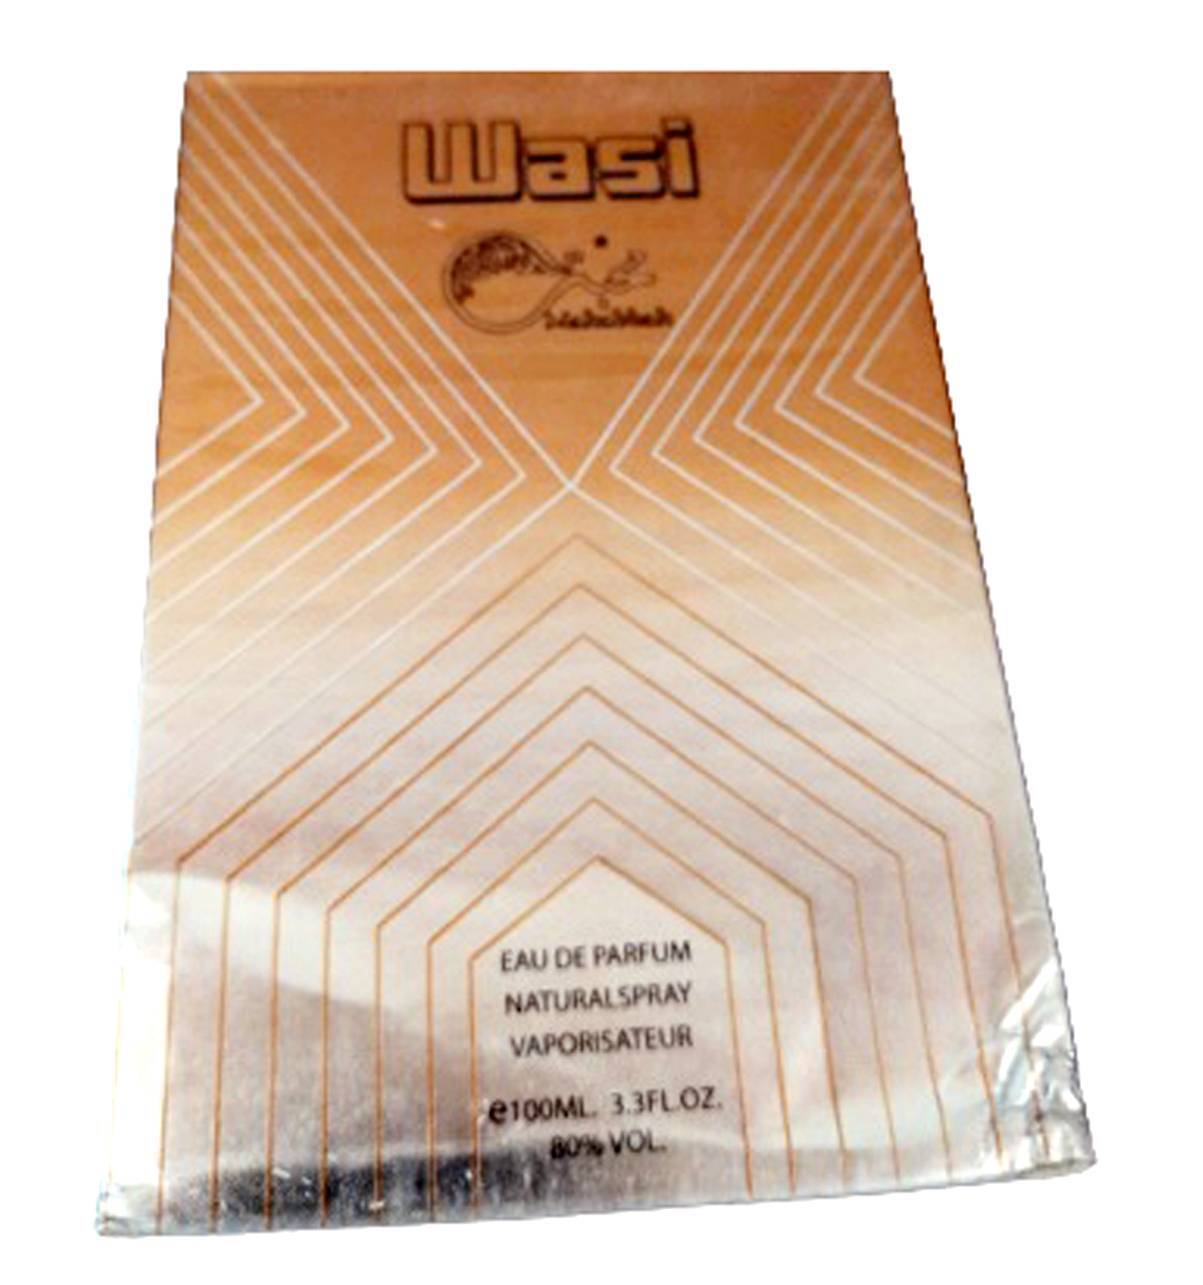 Wasi
EAU DE PARFUM
NATURALSPRAY
VAPORISATEUR
e100ML. 3.3FL.OZ.
80% VOL.